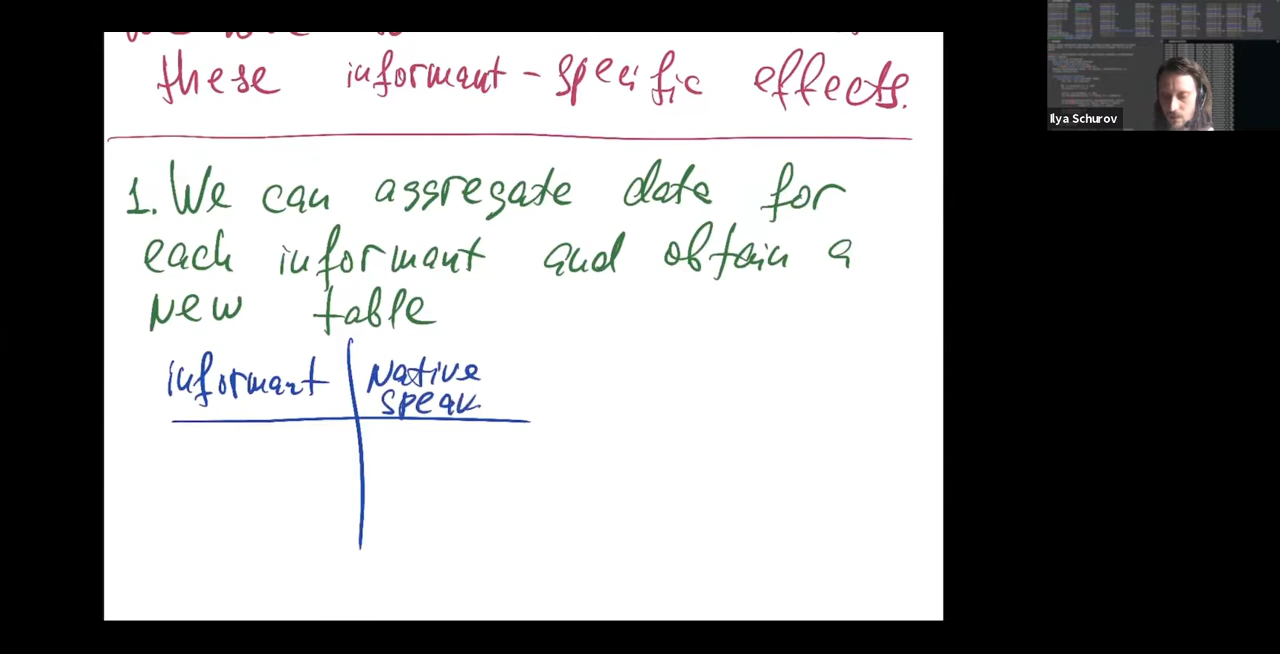 these informant - specific effects.
1. We can aggregate data for
each informant and obtain a
new table
informant
Native
speak
Ilya Schurov